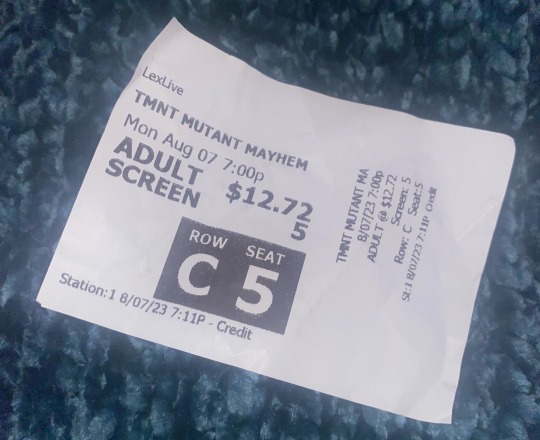 LexLive
TMNT MUTANT MAYHEM
Mon Aug 07 7:00p
ADULT $12.72
SCREEN 5
ROW SEAT
C 5
Station:1 8/07/23 7:11P - Credit
TMNT MUTANT MA
8/07/23 7:00p
ADULT @ $12.72
Screen: 5
Row: C Seat:5
St:1 8/07/23 7:11P Credit